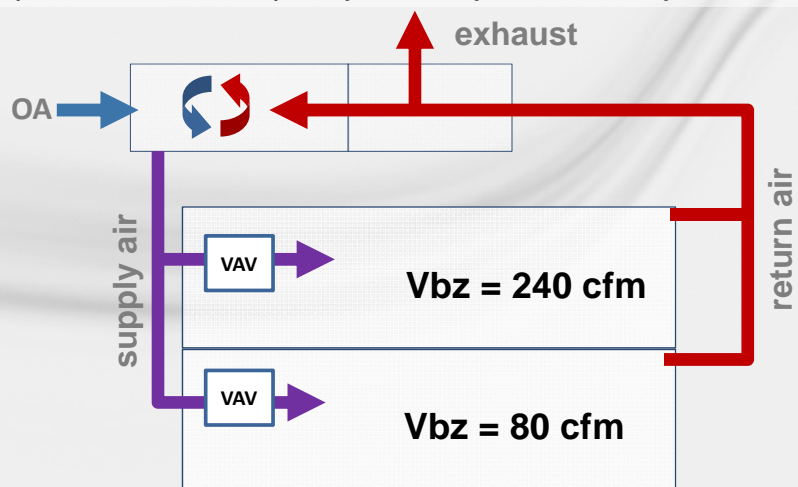 exhaust
OA
supply air
return air
VAV
Vbz = 240 cfm
VAV
Vbz = 80 cfm